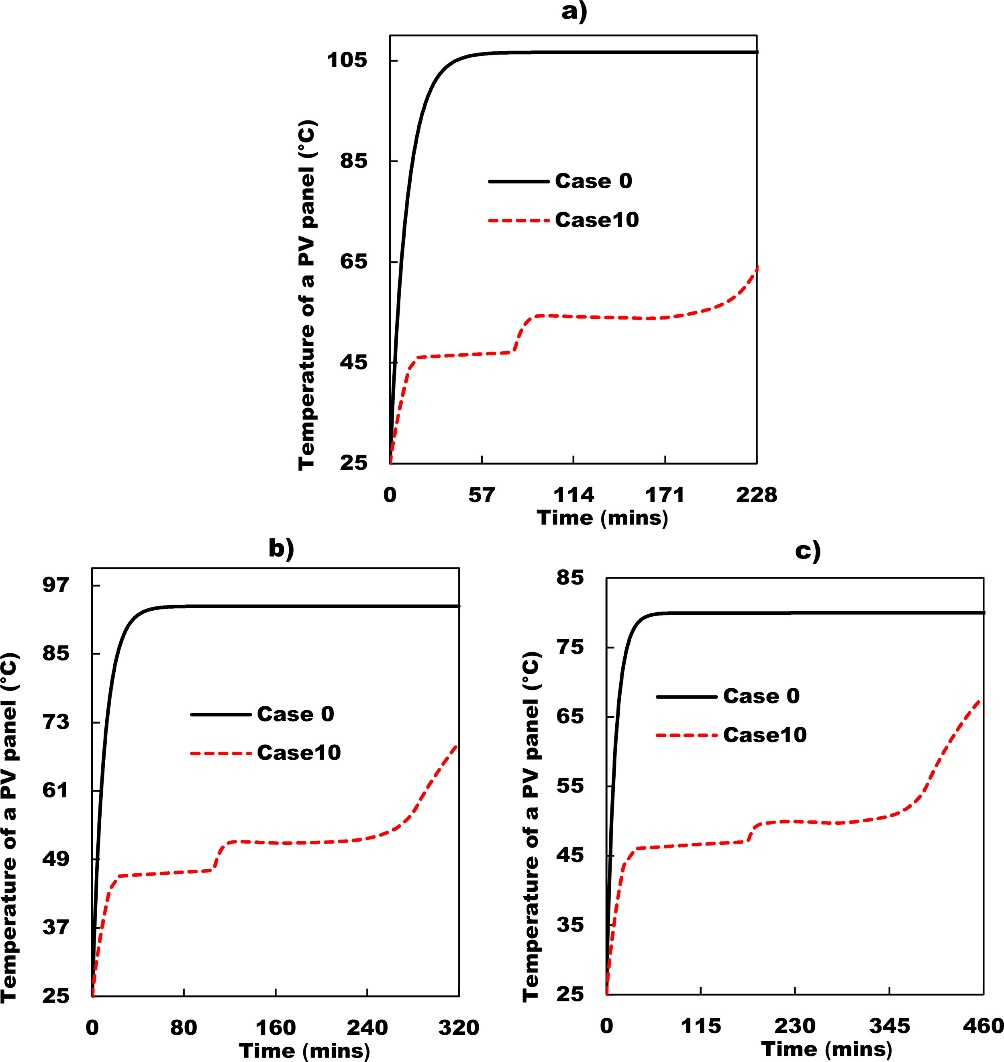 a)
105
85
65
45
25
Temperature of a PV panel (°C)
Case 0
Case10
0 57 114 171 228
Time (mins)
b)
97
85
73
61
49
37
25
Temperature of a PV panel (°C)
Case 0
Case10
0 80 160 240 320
Time (mins)
c)
85
75
65
55
45
35
25
Temperature of a PV panel (°C)
Case 0
Case10
0 115 230 345 460
Time (mins)